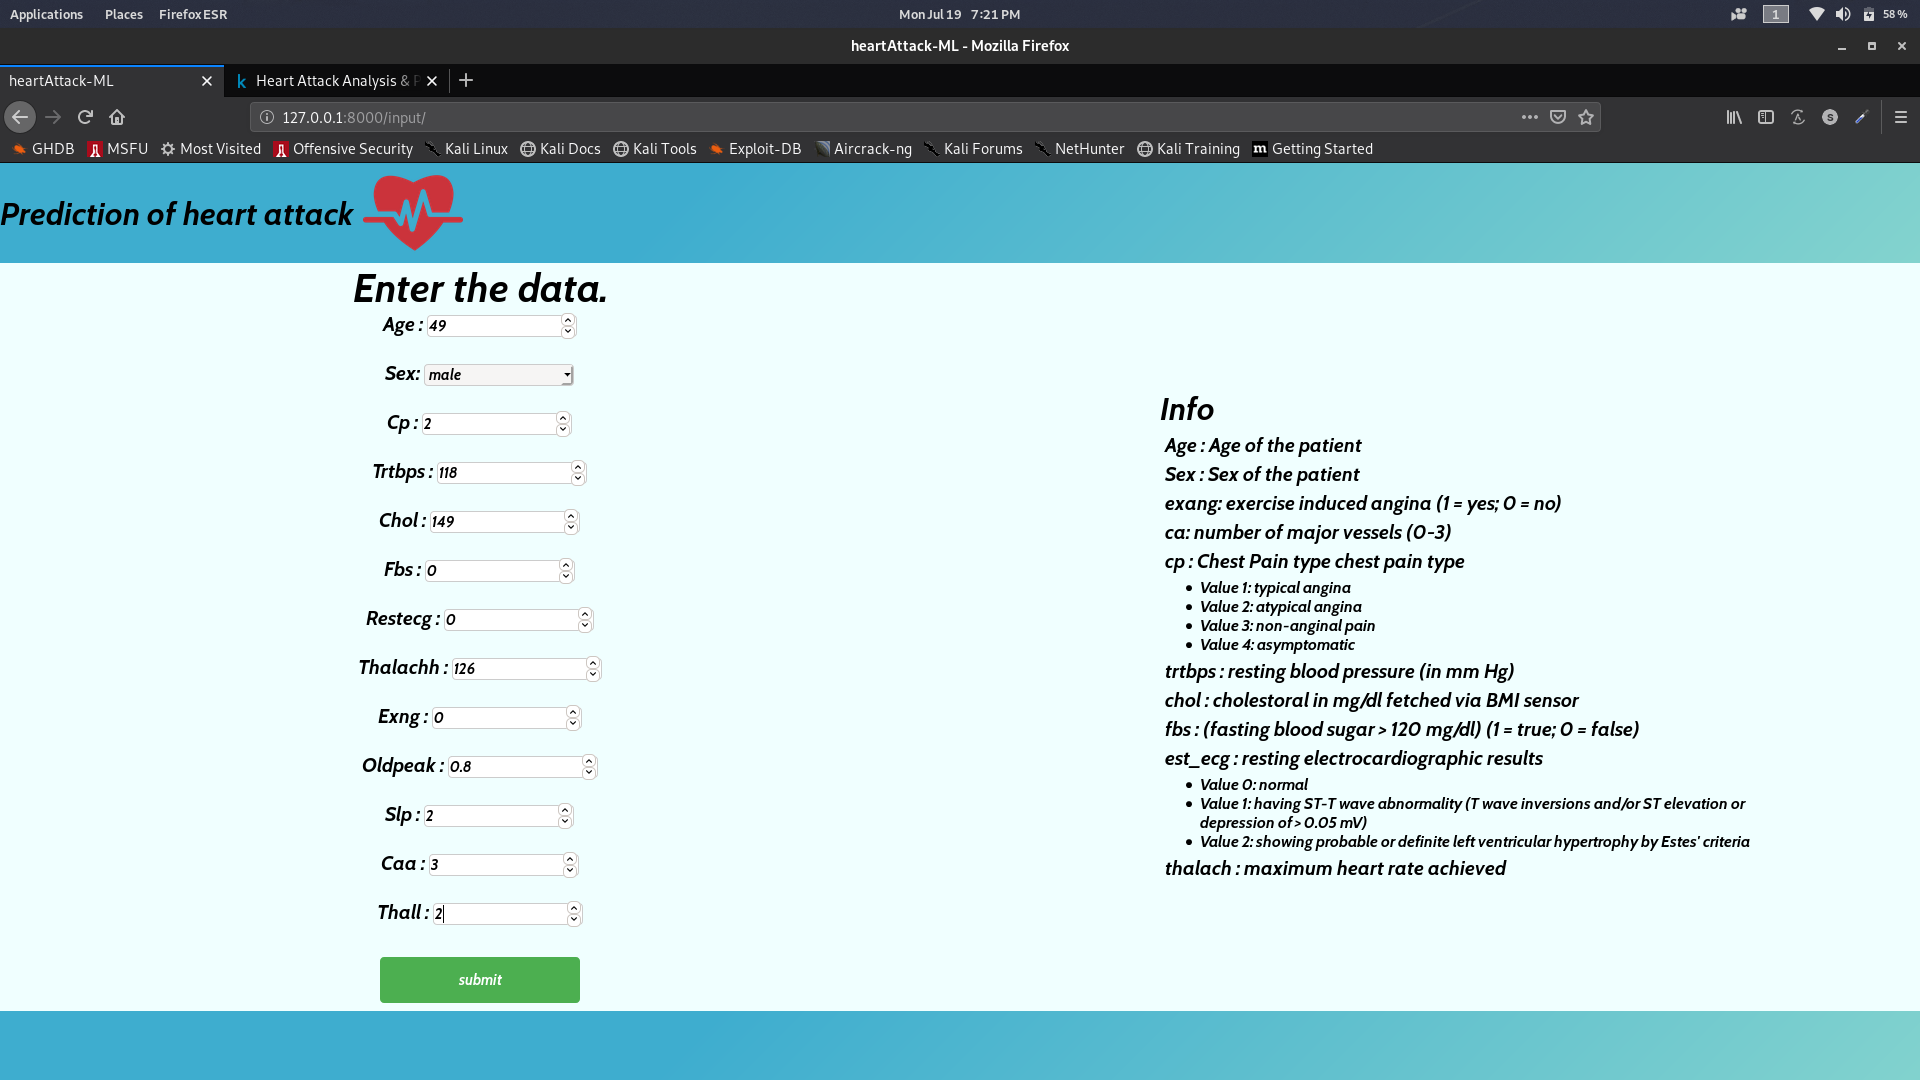 Applications Places Firefox ESR Mon Jul 19 7:21 PM 1 58 %
heartAttack-ML - Mozilla Firefox
heartAttack-ML Heart Attack Analysis & P
127.0.0.1:8000/input/
GHDB MSFU Most Visited Offensive Security Kali Linux Kali Docs Kali Tools Exploit-DB Aircrack-ng Kali Forums NetHunter Kali Training Getting Started
Prediction of heart attack
Enter the data.
Age : 49
Sex: male
Cp : 2
Trtbps : 118
Chol : 149
Fbs : 0
Restecg : 0
Thalachh : 126
Exng : 0
Oldpeak : 0.8
Slp : 2
Caa : 3
Thall : 2
submit
Info
Age : Age of the patient
Sex : Sex of the patient
exang: exercise induced angina (1 = yes; 0 = no)
ca: number of major vessels (0-3)
cp : Chest Pain type chest pain type
Value 1: typical angina
Value 2: atypical angina
Value 3: non-anginal pain
Value 4: asymptomatic
trtbps : resting blood pressure (in mm Hg)
chol : cholestoral in mg/dl fetched via BMI sensor
fbs : (fasting blood sugar > 120 mg/dl) (1 = true; 0 = false)
est_ecg : resting electrocardiographic results
Value 0: normal
Value 1: having ST-T wave abnormality (T wave inversions and/or ST elevation or
depression of > 0.05 mV)
Value 2: showing probable or definite left ventricular hypertrophy by Estes' criteria
thalach : maximum heart rate achieved